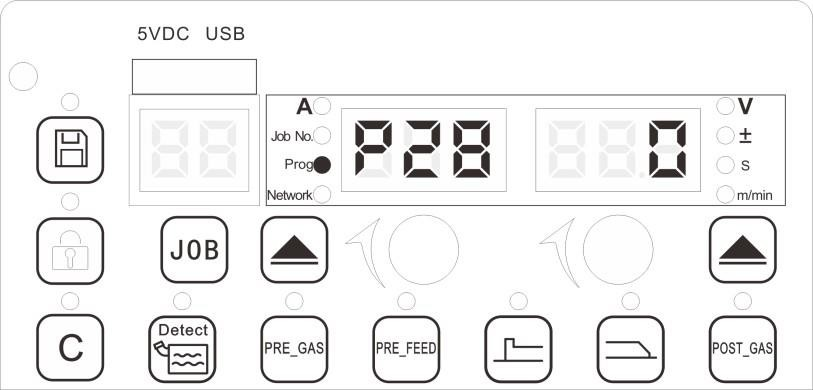 5VDC USB
A V
Job No. P28 0 ±
Prog S
Network m/min
JOB
C Detect PRE_GAS PRE_FEED POST_GAS